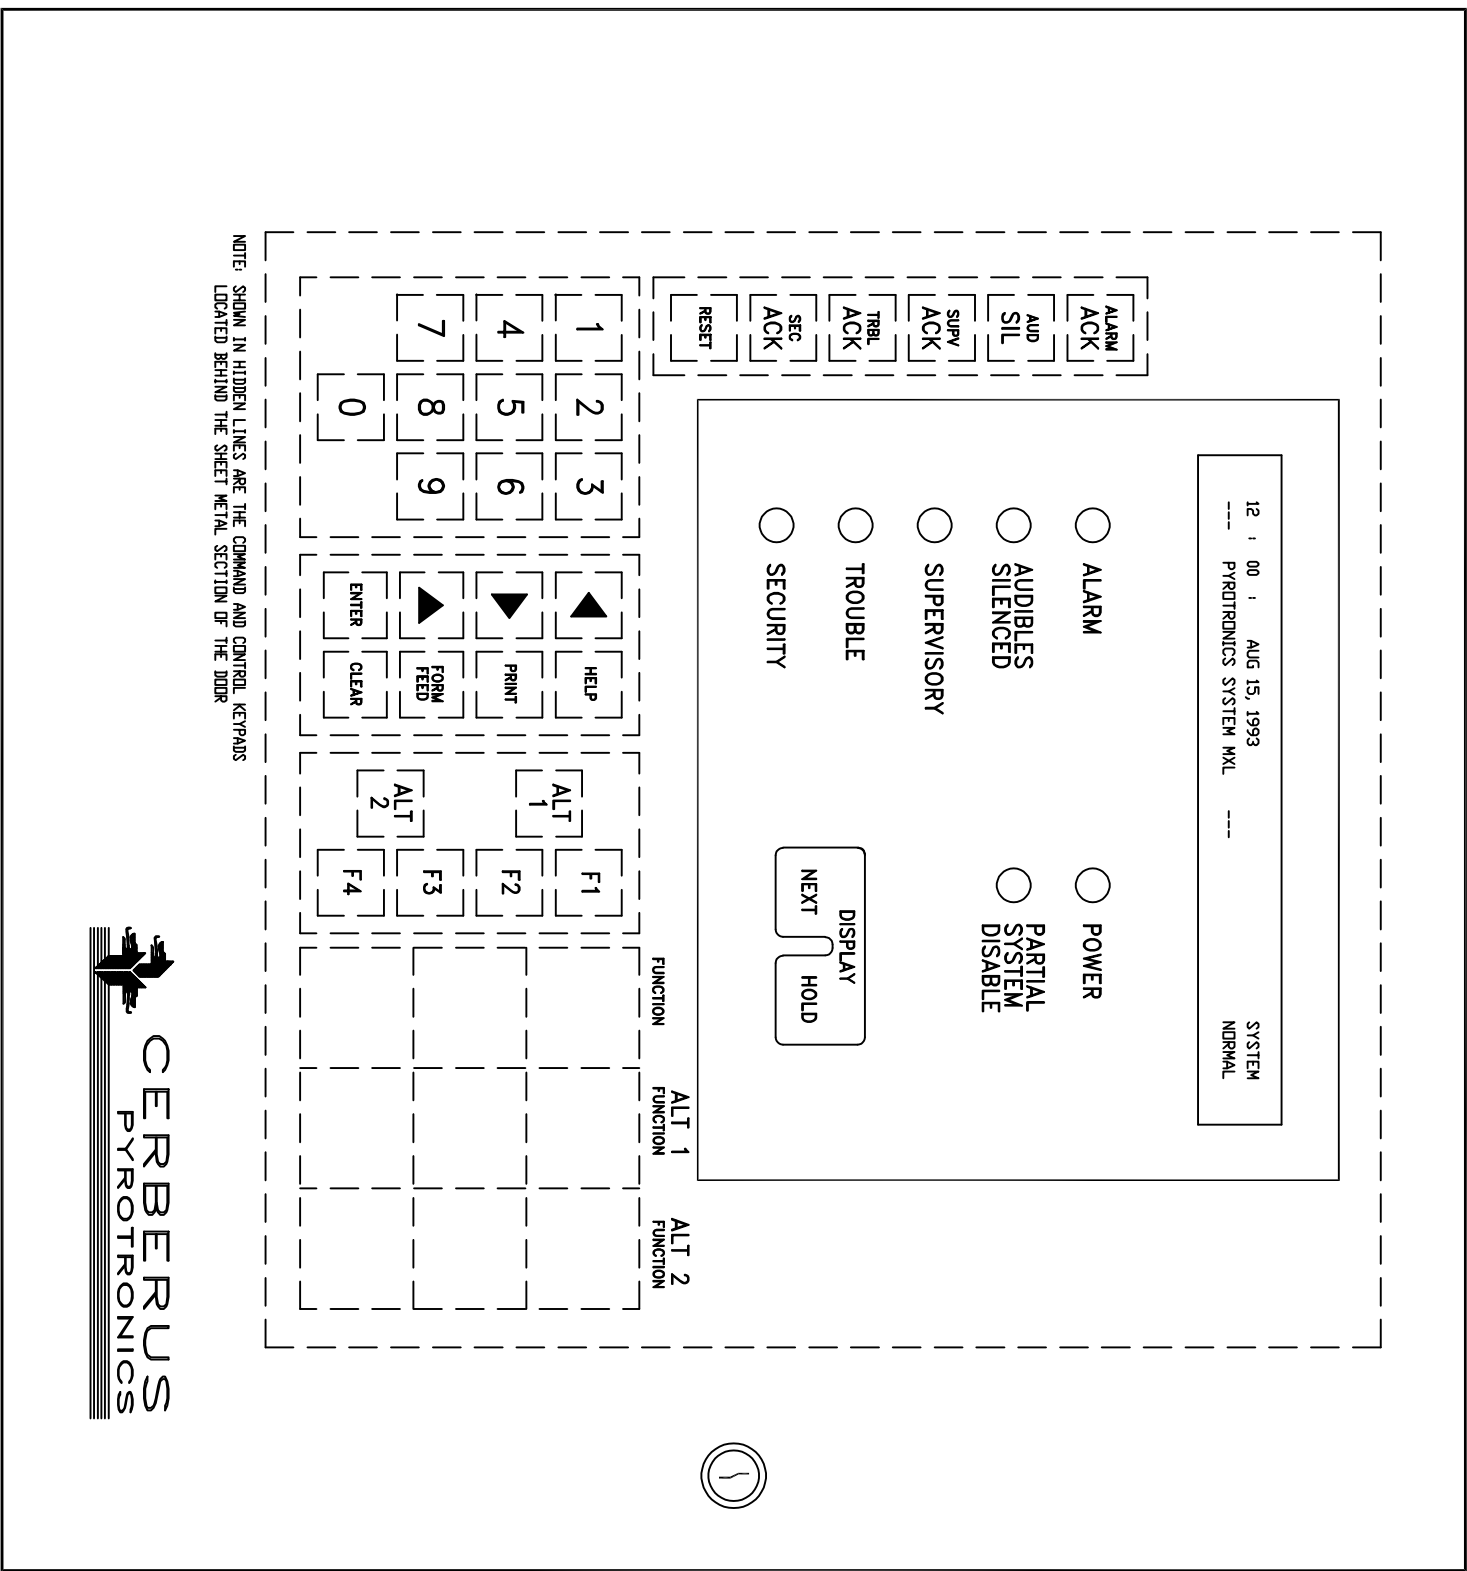 12 : 00 : AUG 15, 1993 SYSTEM
--- PYROTRONICS SYSTEM MXL --- NORMAL
ALARM
ACK
AUD
SIL
SUPV
ACK
TRBL
ACK
SEC
ACK
RESET
ALARM
AUDIBLES
SILENCED
SUPERVISORY
TROUBLE
SECURITY
POWER
PARTIAL
SYSTEM
DISABLE
DISPLAY
NEXT HOLD
FUNCTION
ALT 1
FUNCTION
ALT 2
FUNCTION
1 2 3
4 5 6
7 8 9
0
HELP
PRINT
FORM
FEED
ENTER CLEAR
ALT
1
ALT
2
F1
F2
F3
F4
NOTE: SHOWN IN HIDDEN LINES ARE THE COMMAND AND CONTROL KEYPADS
LOCATED BEHIND THE SHEET METAL SECTION OF THE DOOR
CERBERUS
PYROTRONICS